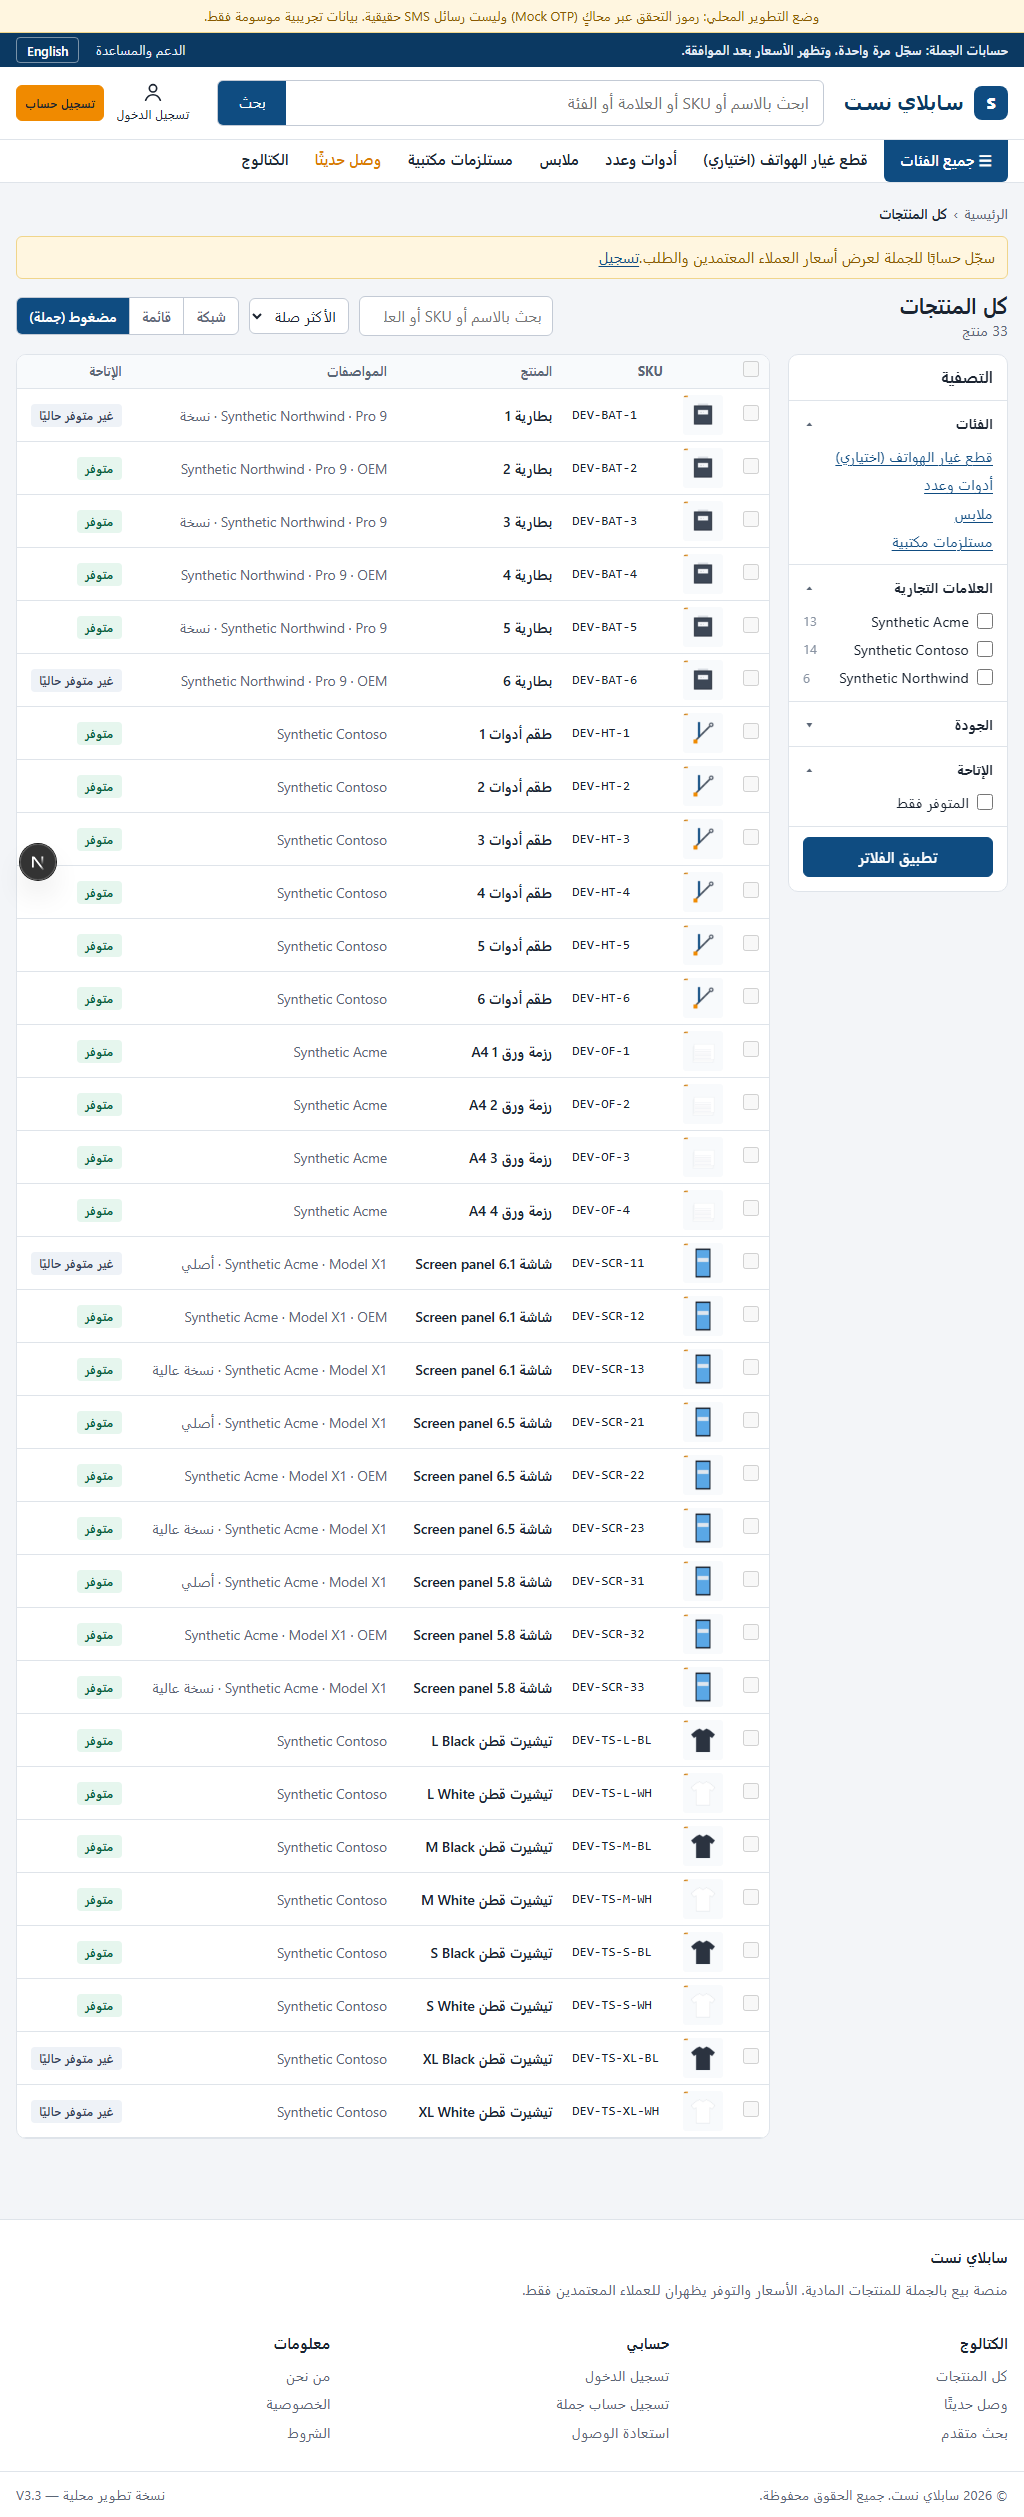 وضع التطوير المحلي: رموز التحقق عبر محاكٍ (Mock OTP) وليست رسائل SMS حقيقية. بيانات تجريبية موسومة فقط.
حسابات الجملة: سجّل مرة واحدة، وتظهر الأسعار بعد الموافقة. الدعم والمساعدة English
S سابلاي نست ابحث بالاسم أو SKU أو العلامة أو الفئة بحث تسجيل الدخول تسجيل حساب
☰ جميع الفئات قطع غيار الهواتف (اختياري) أدوات وعدد ملابس مستلزمات مكتبية وصل حديثًا الكتالوج
الرئيسية › كل المنتجات
سجّل حسابًا للجملة لعرض أسعار العملاء المعتمدين والطلب.تسجيل
كل المنتجات
33 منتج
بحث بالاسم أو SKU أو العلا الأكثر صلة شبكة قائمة مضغوط (جملة)
التصفية
الفئات
قطع غيار الهواتف (اختياري)
أدوات وعدد
ملابس
مستلزمات مكتبية
العلامات التجارية
Synthetic Acme 13
Synthetic Contoso 14
Synthetic Northwind 6
الجودة
الإتاحة
المتوفر فقط
تطبيق الفلاتر
SKU المنتج المواصفات الإتاحة
DEV-BAT-1 بطارية 1 Synthetic Northwind · Pro 9 · نسخة غير متوفر حاليًا
DEV-BAT-2 بطارية 2 Synthetic Northwind · Pro 9 · OEM متوفر
DEV-BAT-3 بطارية 3 Synthetic Northwind · Pro 9 · نسخة متوفر
DEV-BAT-4 بطارية 4 Synthetic Northwind · Pro 9 · OEM متوفر
DEV-BAT-5 بطارية 5 Synthetic Northwind · Pro 9 · نسخة متوفر
DEV-BAT-6 بطارية 6 Synthetic Northwind · Pro 9 · OEM غير متوفر حاليًا
DEV-HT-1 طقم أدوات 1 Synthetic Contoso متوفر
DEV-HT-2 طقم أدوات 2 Synthetic Contoso متوفر
DEV-HT-3 طقم أدوات 3 Synthetic Contoso متوفر
DEV-HT-4 طقم أدوات 4 Synthetic Contoso متوفر
DEV-HT-5 طقم أدوات 5 Synthetic Contoso متوفر
DEV-HT-6 طقم أدوات 6 Synthetic Contoso متوفر
DEV-OF-1 رزمة ورق A4 1 Synthetic Acme متوفر
DEV-OF-2 رزمة ورق A4 2 Synthetic Acme متوفر
DEV-OF-3 رزمة ورق A4 3 Synthetic Acme متوفر
DEV-OF-4 رزمة ورق A4 4 Synthetic Acme متوفر
DEV-SCR-11 شاشة Screen panel 6.1 Synthetic Acme · Model X1 · أصلي غير متوفر حاليًا
DEV-SCR-12 شاشة Screen panel 6.1 Synthetic Acme · Model X1 · OEM متوفر
DEV-SCR-13 شاشة Screen panel 6.1 Synthetic Acme · Model X1 · نسخة عالية متوفر
DEV-SCR-21 شاشة Screen panel 6.5 Synthetic Acme · Model X1 · أصلي متوفر
DEV-SCR-22 شاشة Screen panel 6.5 Synthetic Acme · Model X1 · OEM متوفر
DEV-SCR-23 شاشة Screen panel 6.5 Synthetic Acme · Model X1 · نسخة عالية متوفر
DEV-SCR-31 شاشة Screen panel 5.8 Synthetic Acme · Model X1 · أصلي متوفر
DEV-SCR-32 شاشة Screen panel 5.8 Synthetic Acme · Model X1 · OEM متوفر
DEV-SCR-33 شاشة Screen panel 5.8 Synthetic Acme · Model X1 · نسخة عالية متوفر
DEV-TS-L-BL تيشيرت قطن L Black Synthetic Contoso متوفر
DEV-TS-L-WH تيشيرت قطن L White Synthetic Contoso متوفر
DEV-TS-M-BL تيشيرت قطن M Black Synthetic Contoso متوفر
DEV-TS-M-WH تيشيرت قطن M White Synthetic Contoso متوفر
DEV-TS-S-BL تيشيرت قطن S Black Synthetic Contoso متوفر
DEV-TS-S-WH تيشيرت قطن S White Synthetic Contoso متوفر
DEV-TS-XL-BL تيشيرت قطن XL Black Synthetic Contoso غير متوفر حاليًا
DEV-TS-XL-WH تيشيرت قطن XL White Synthetic Contoso غير متوفر حاليًا
N
سابلاي نست
منصة بيع بالجملة للمنتجات المادية. الأسعار والتوفر يظهران للعملاء المعتمدين فقط.
الكتالوج
كل المنتجات
وصل حديثًا
بحث متقدم
حسابي
تسجيل الدخول
تسجيل حساب جملة
استعادة الوصول
معلومات
من نحن
الخصوصية
الشروط
© 2026 سابلاي نست. جميع الحقوق محفوظة. نسخة تطوير محلية — V3.3